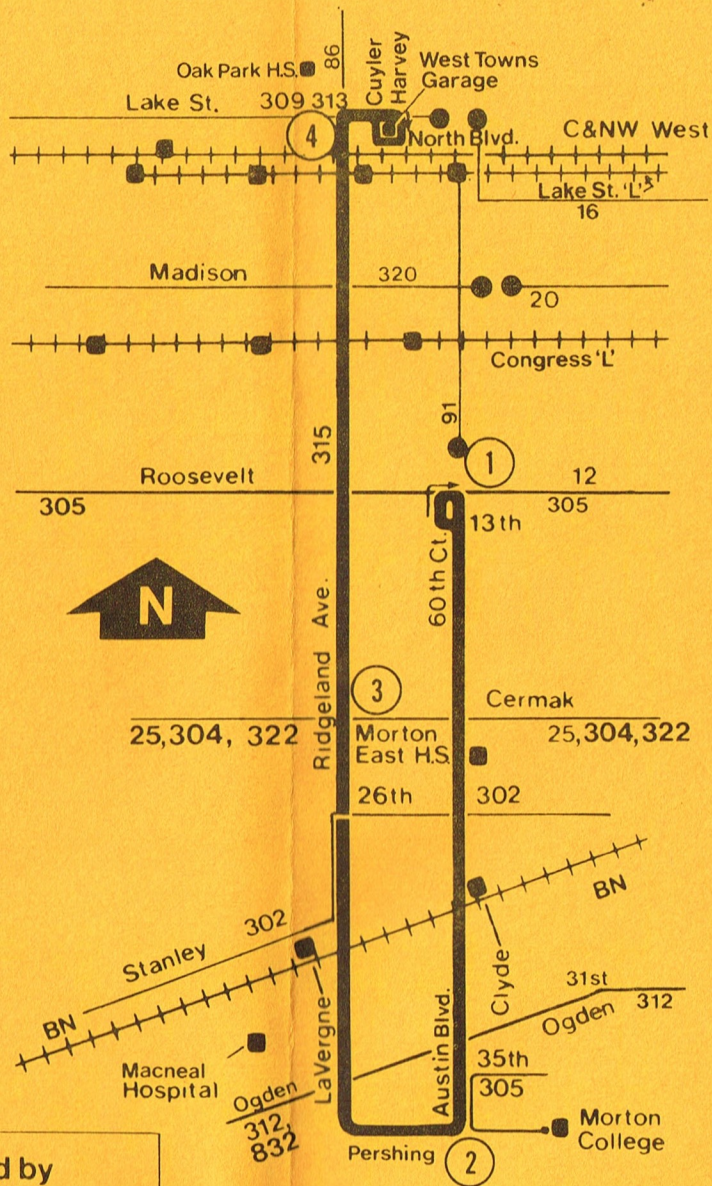 86
Cuyler
Harvey
West Towns
Garage
Oak Park H.S.
Lake St.
309 313
4
North Blvd.
C&NW West
Lake St. 'L'
16
Madison
320
20
Congress 'L'
315
91
1
Roosevelt
12
305
305
13th
60th Ct.
N
Ridgeland Ave.
3
Cermak
25,304, 322
Morton
East H.S.
25,304,322
26th
302
BN
302
Stanley
Clyde
BN
31st
312
Ogden
LaVergne
Austin Blvd.
Macneal
Hospital
Ogden
312,
832
35th
305
Morton
College
Pershing
2
d by